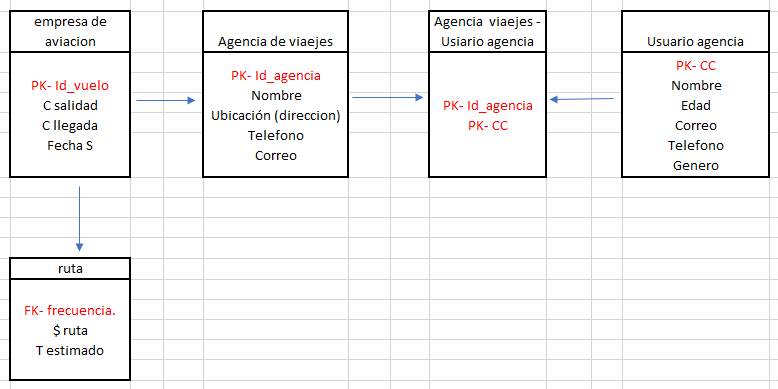 empresa de
aviacion
PK- Id_vuelo
C salidad
C llegada
Fecha S
Agencia de viaejes
PK- Id_agencia
Nombre
Ubicación (direccion)
Telefono
Correo
Agencia viaejes -
Usiario agencia
PK- Id_agencia
PK- CC
Usuario agencia
PK- CC
Nombre
Edad
Correo
Telefono
Genero
ruta
FK- frecuencia.
$ ruta
T estimado